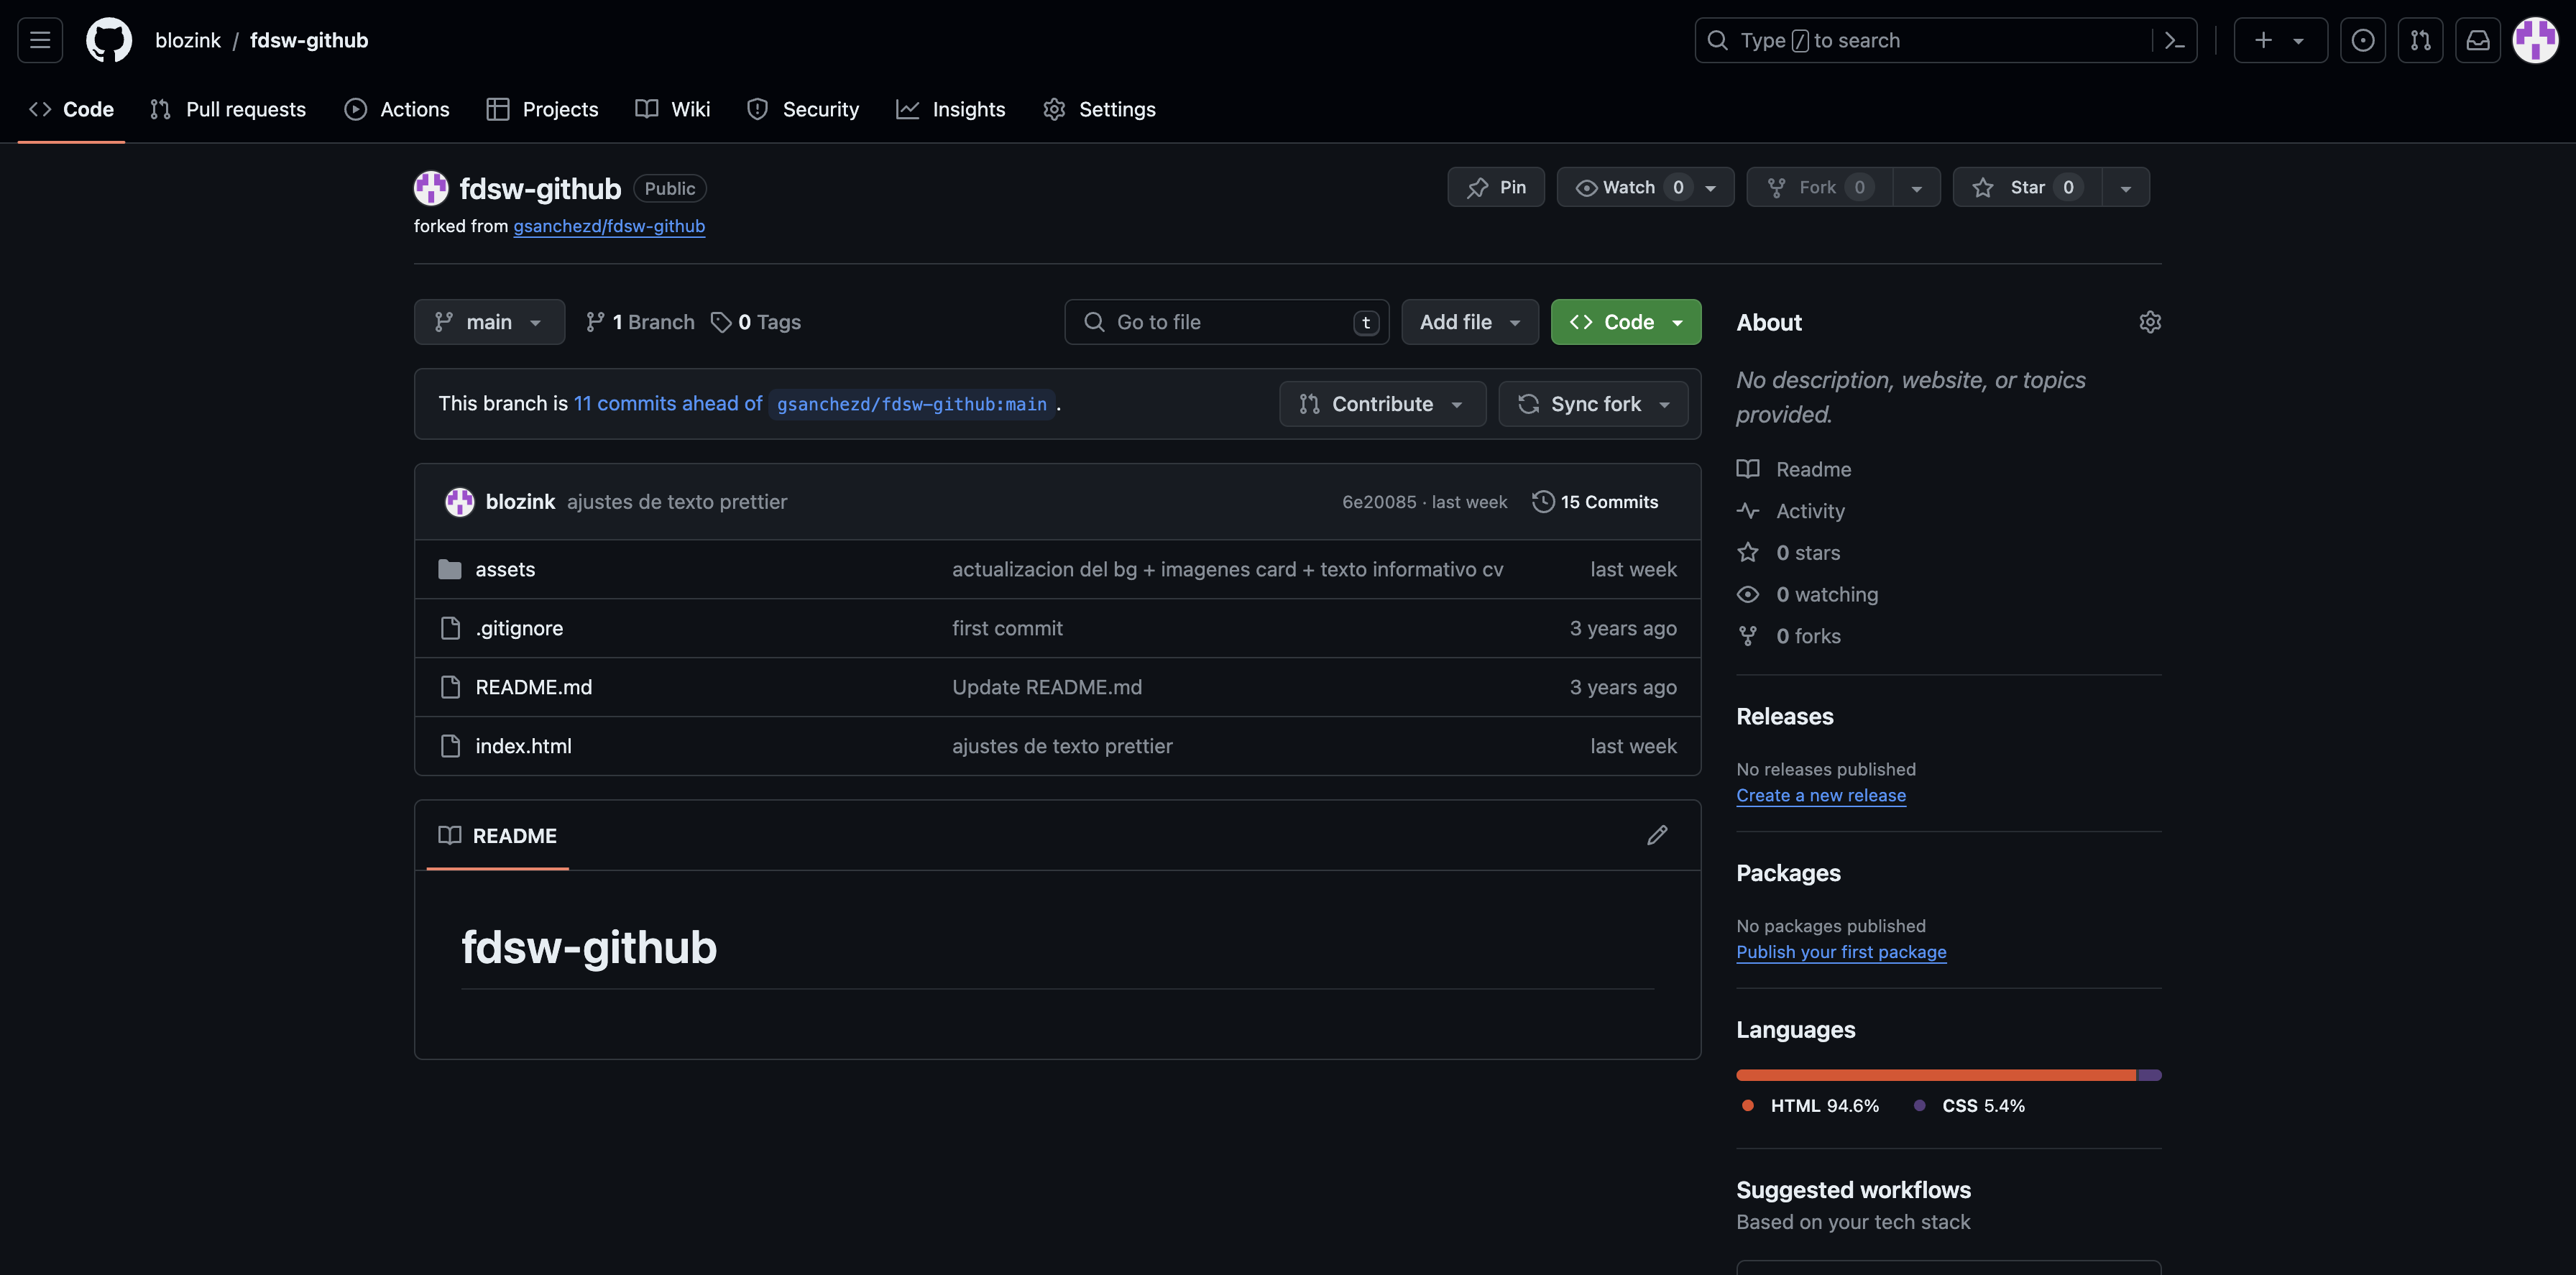 blozink / fdsw-github
Type / to search
Code Pull requests Actions Projects Wiki Security Insights Settings
fdsw-github Public
Pin Watch 0 Fork 0 Star 0
forked from gsanchezd/fdsw-github
main 1 Branch 0 Tags Go to file t Add file Code
This branch is 11 commits ahead of gsanchezd/fdsw-github:main . Contribute Sync fork
blozink ajustes de texto prettier 6e20085 · last week 15 Commits
assets actualizacion del bg + imagenes card + texto informativo cv last week
.gitignore first commit 3 years ago
README.md Update README.md 3 years ago
index.html ajustes de texto prettier last week
README
fdsw-github
About
No description, website, or topics
provided.
Readme
Activity
0 stars
0 watching
0 forks
Releases
No releases published
Create a new release
Packages
No packages published
Publish your first package
Languages
HTML 94.6% CSS 5.4%
Suggested workflows
Based on your tech stack